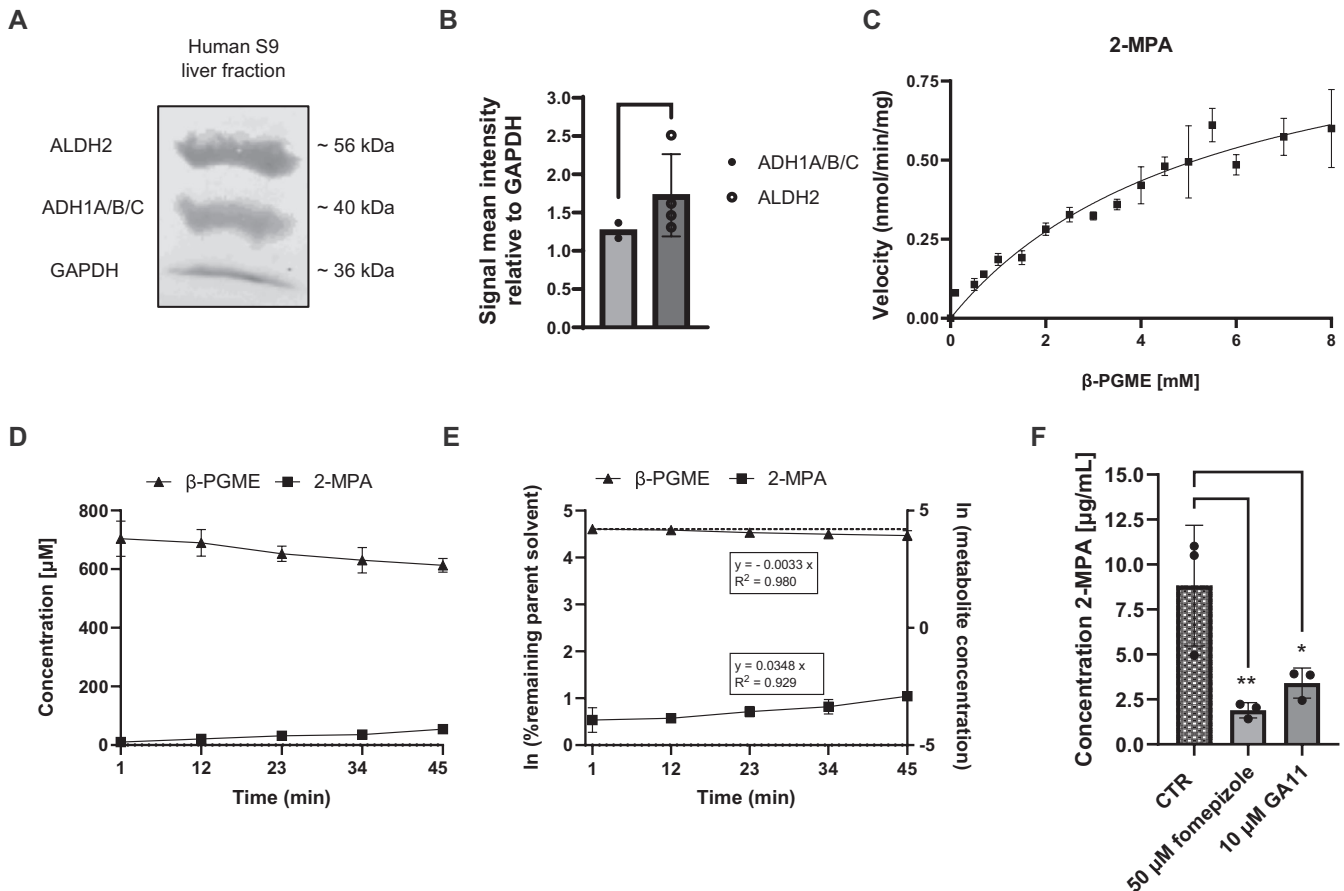 A
Human S9
liver fraction
ALDH2
~ 56 kDa
ADH1A/B/C
~ 40 kDa
GAPDH
~ 36 kDa
B
Signal mean intensity
relative to GAPDH
3.0
2.5
2.0
1.5
1.0
0.5
0.0
ADH1A/B/C
ALDH2
C
2-MPA
Velocity (nmol/min/mg)
0.75
0.50
0.25
0.00
0 2 4 6 8
β-PGME [mM]
D
β-PGME 2-MPA
Concentration [µM]
800
600
400
200
0
1 12 23 34 45
Time (min)
E
β-PGME 2-MPA
ln (%remaining parent solvent)
5
4
3
2
1
0
y = - 0.0033 x
R² = 0.980
y = 0.0348 x
R² = 0.929
5
0
-5
ln (metabolite concentration)
1 12 23 34 45
Time (min)
F
Concentration 2-MPA [µg/mL]
15.0
12.5
10.0
7.5
5.0
2.5
0.0
**
*
CTR
50 µM fomepizole
10 µM GA11